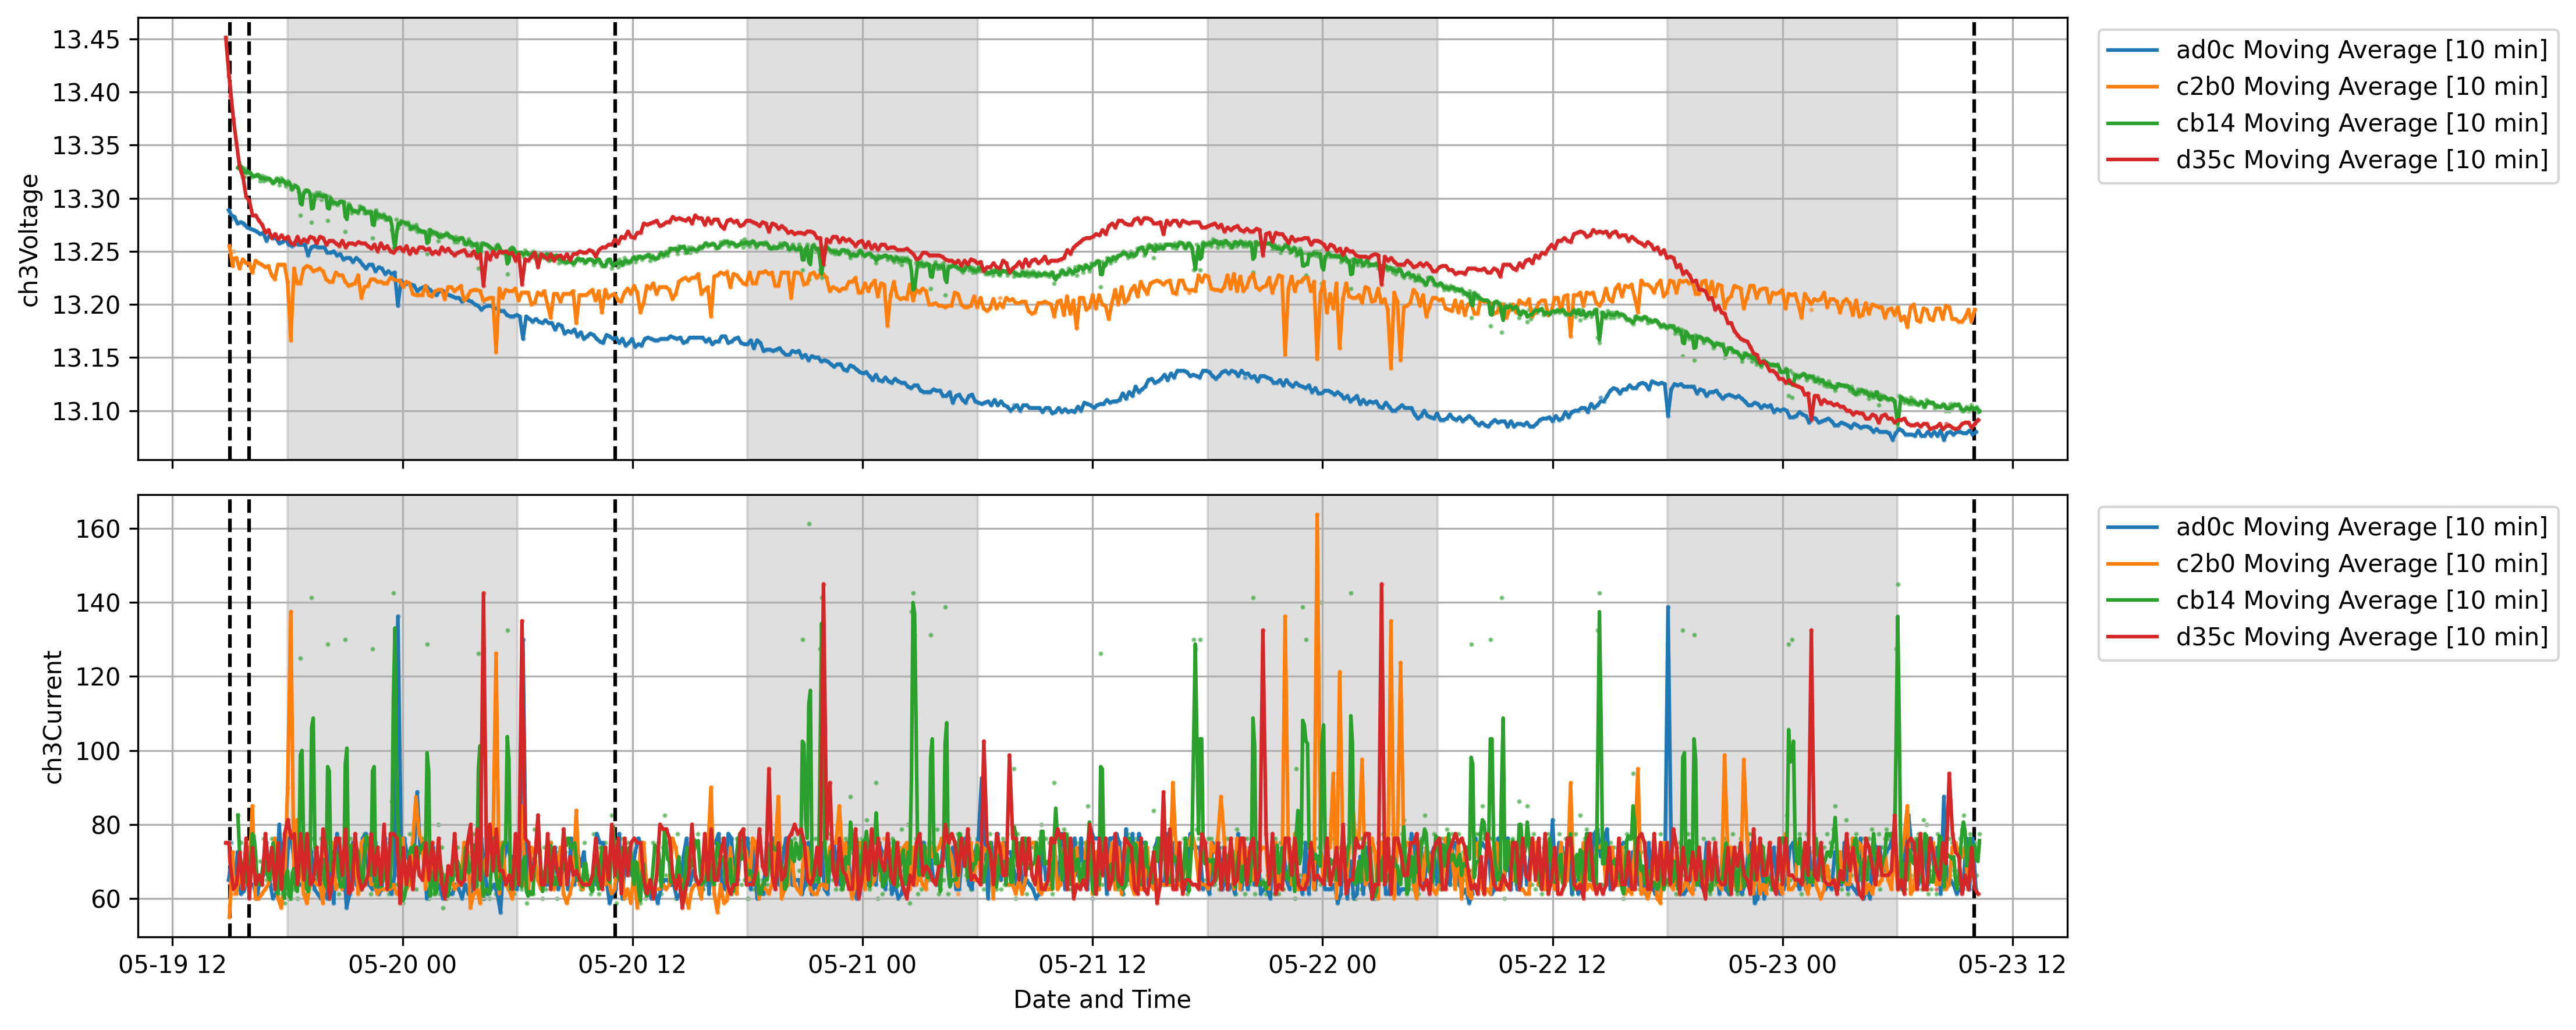 13.45
13.40
13.35
13.30
13.25
13.20
13.15
13.10
ch3Voltage
ad0c Moving Average [10 min]
c2b0 Moving Average [10 min]
cb14 Moving Average [10 min]
d35c Moving Average [10 min]
160
140
120
100
80
60
ch3Current
ad0c Moving Average [10 min]
c2b0 Moving Average [10 min]
cb14 Moving Average [10 min]
d35c Moving Average [10 min]
05-19 12
05-20 00
05-20 12
05-21 00
05-21 12
05-22 00
05-22 12
05-23 00
05-23 12
Date and Time